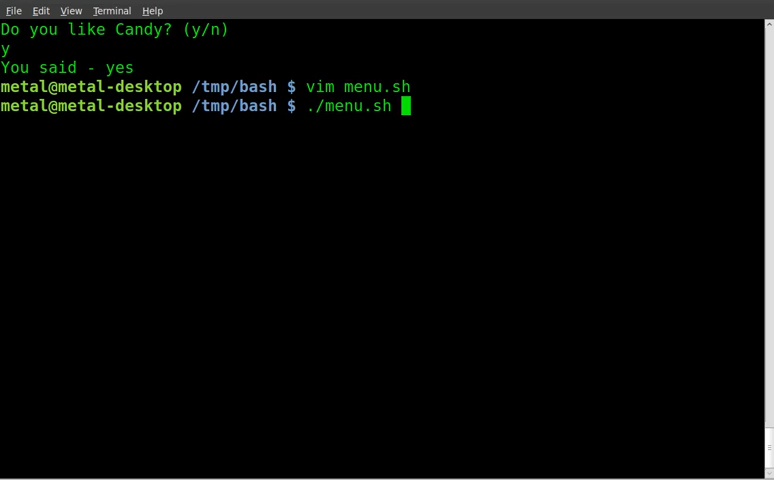 File Edit View Terminal Help
Do you like Candy? (y/n)
y
You said - yes
metal@metal-desktop /tmp/bash $ vim menu.sh
metal@metal-desktop /tmp/bash $ ./menu.sh